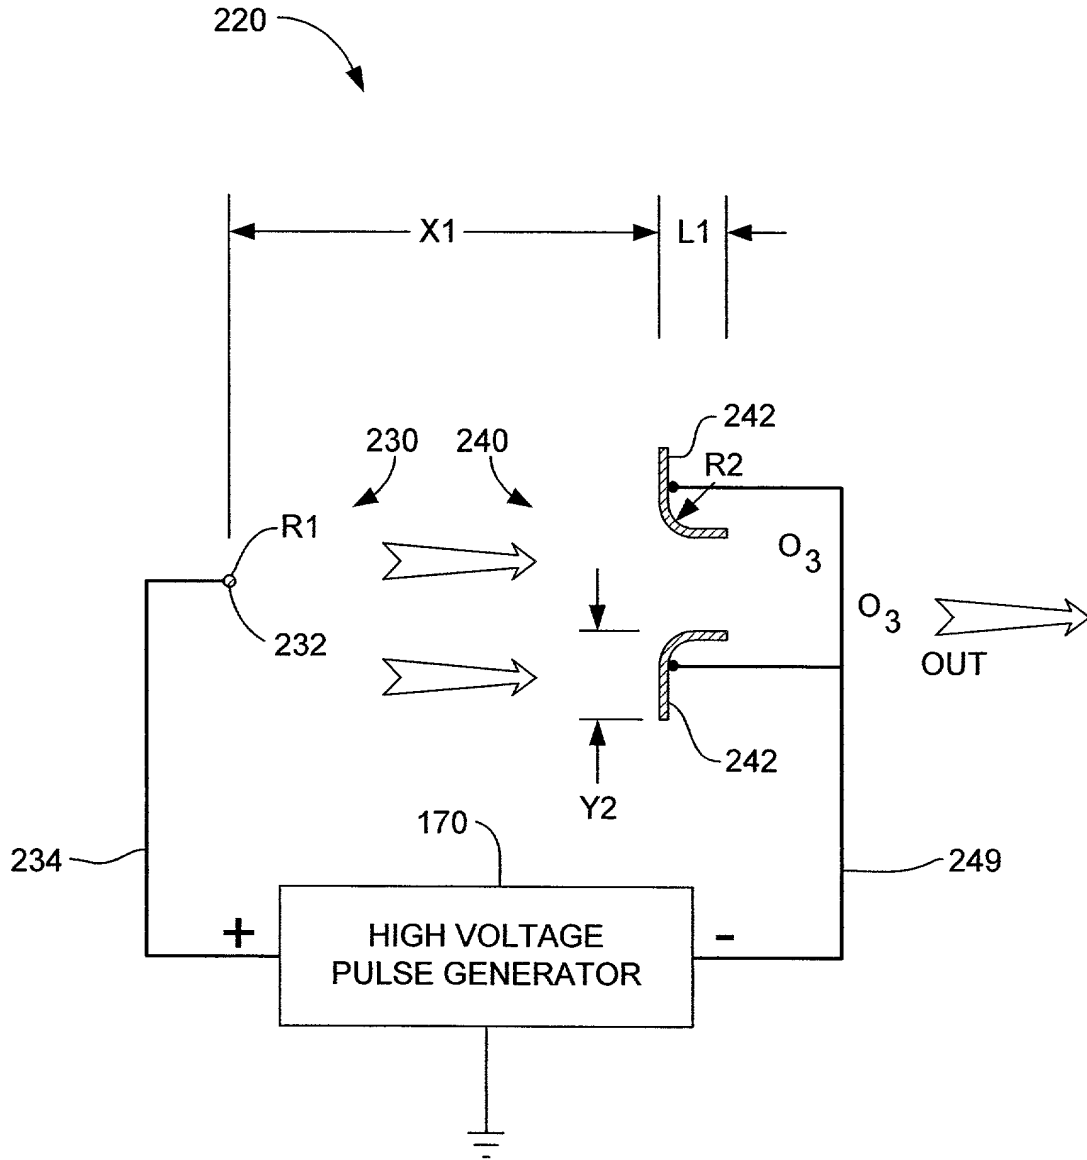 220
X1
L1
242
230
240
R2
R1
O3
232
O3
OUT
242
Y2
170
234
249
+
-
HIGH VOLTAGE
PULSE GENERATOR